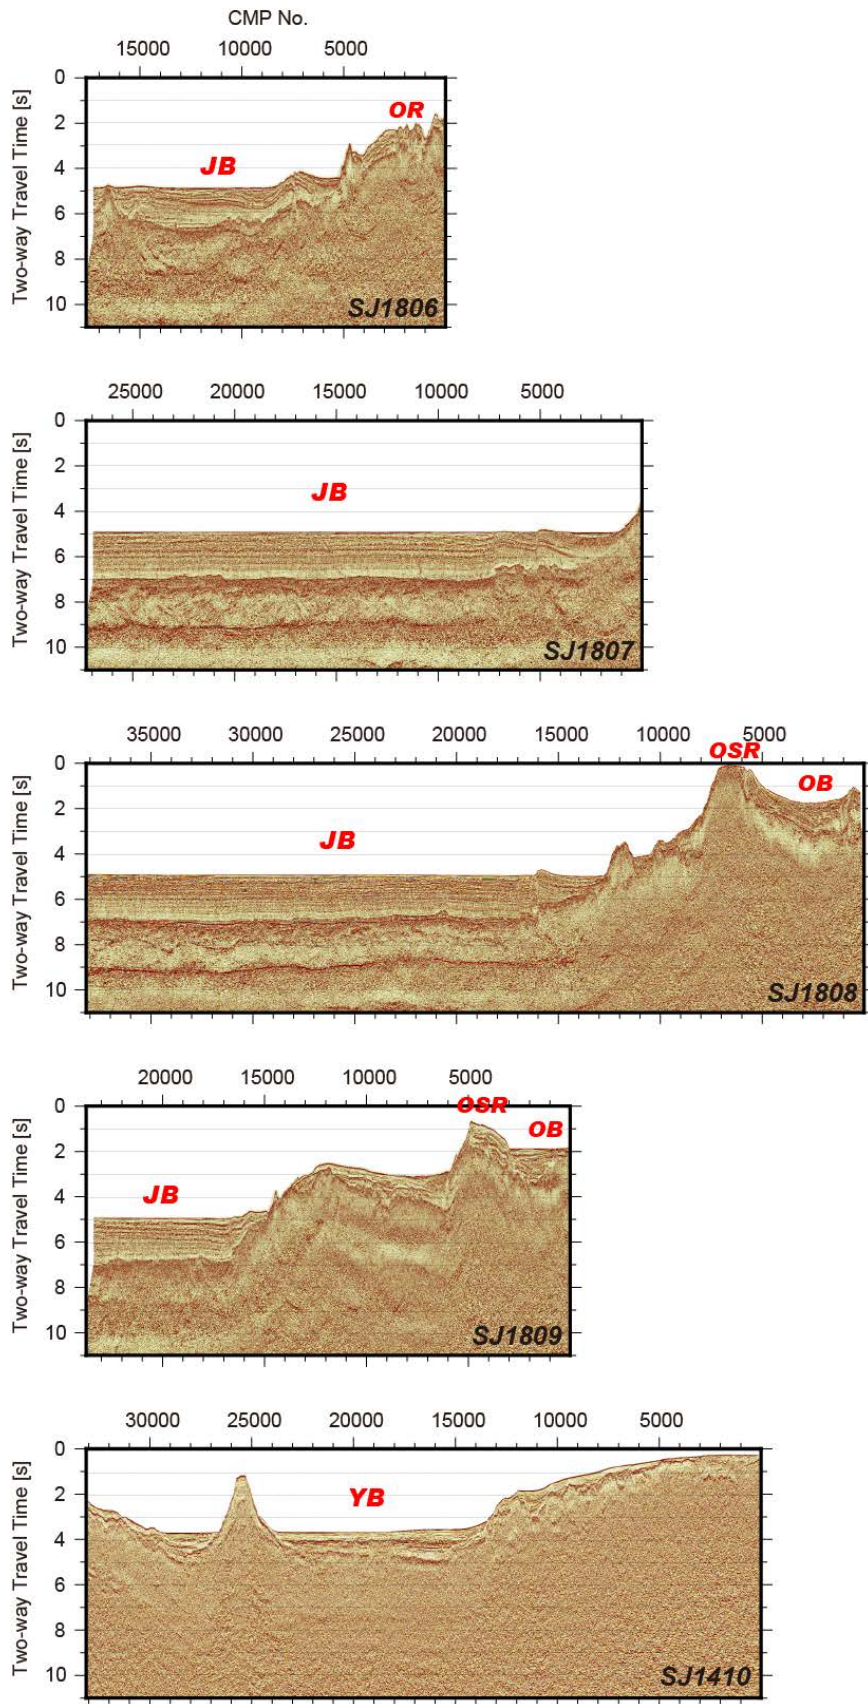 CMP No.
15000 10000 5000
0
2
4
6
8
10
Two-way Travel Time [s]
OR
JB
SJ1806
25000 20000 15000 10000 5000
0
2
4
6
8
10
Two-way Travel Time [s]
JB
SJ1807
35000 30000 25000 20000 15000 10000 5000
0
2
4
6
8
10
Two-way Travel Time [s]
OSR
OB
JB
SJ1808
20000 15000 10000 5000
0
2
4
6
8
10
Two-way Travel Time [s]
OSR
OB
JB
SJ1809
30000 25000 20000 15000 10000 5000
0
2
4
6
8
10
Two-way Travel Time [s]
YB
SJ1410